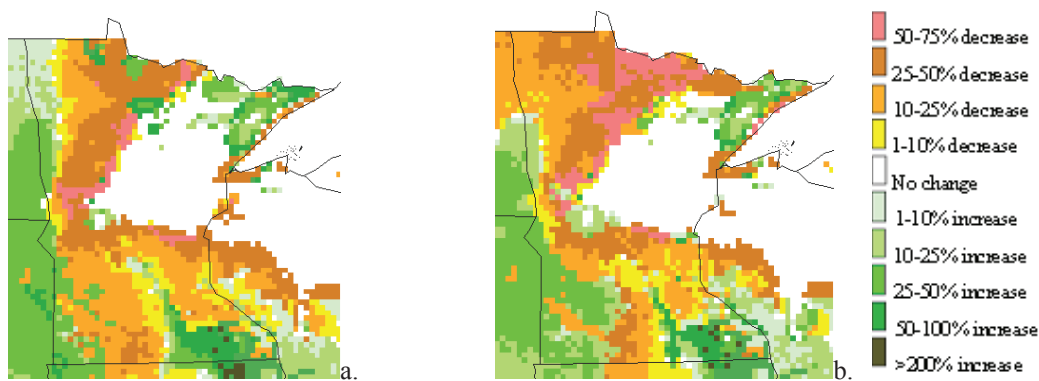 a.
b.
50-75% decrease
25-50% decrease
10-25% decrease
1-10% decrease
No change
1-10% increase
10-25% increase
25-50% increase
50-100% increase
>200% increase